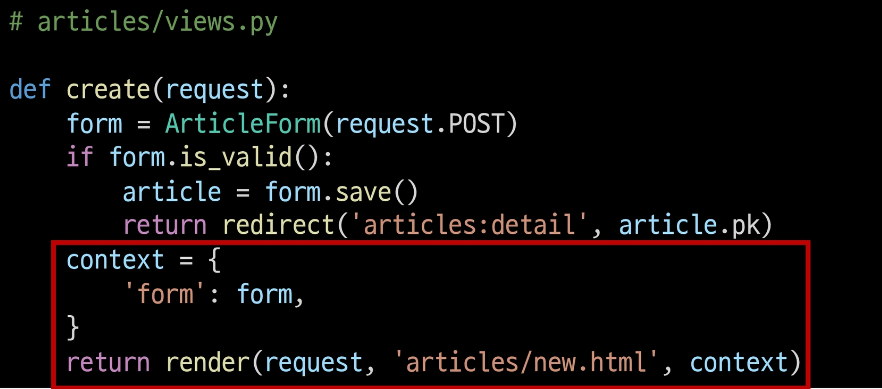 # articles/views.py
def create(request):
    form = ArticleForm(request.POST)
    if form.is_valid():
        article = form.save()
        return redirect('articles:detail', article.pk)
    context = {
        'form': form,
    }
    return render(request, 'articles/new.html', context)